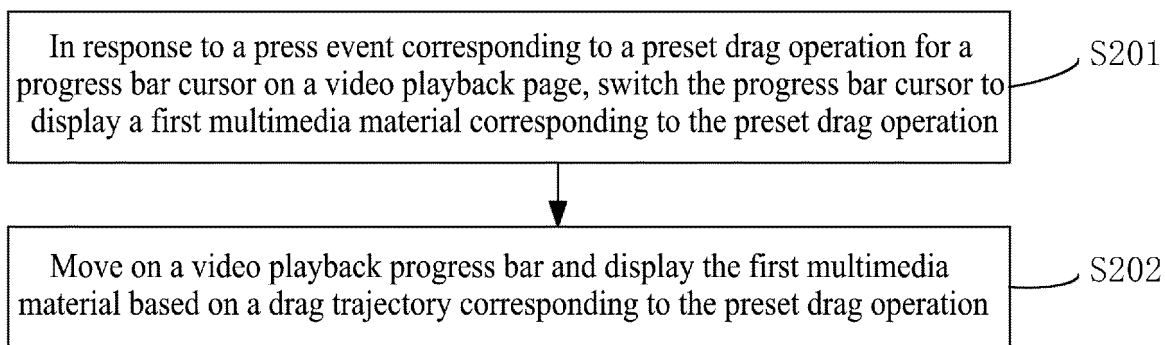 In response to a press event corresponding to a preset drag operation for a
progress bar cursor on a video playback page, switch the progress bar cursor to
display a first multimedia material corresponding to the preset drag operation
S201
Move on a video playback progress bar and display the first multimedia
material based on a drag trajectory corresponding to the preset drag operation
S202